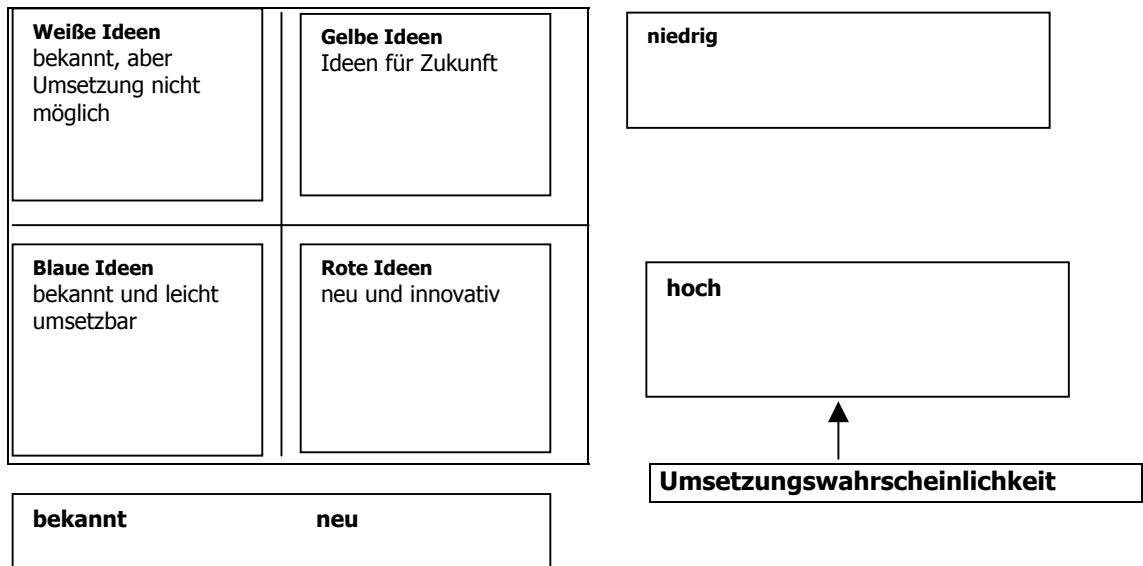 Weiße Ideen
bekannt, aber
Umsetzung nicht
möglich
Gelbe Ideen
Ideen für Zukunft
niedrig
Blaue Ideen
bekannt und leicht
umsetzbar
Rote Ideen
neu und innovativ
hoch
Umsetzungswahrscheinlichkeit
bekannt neu